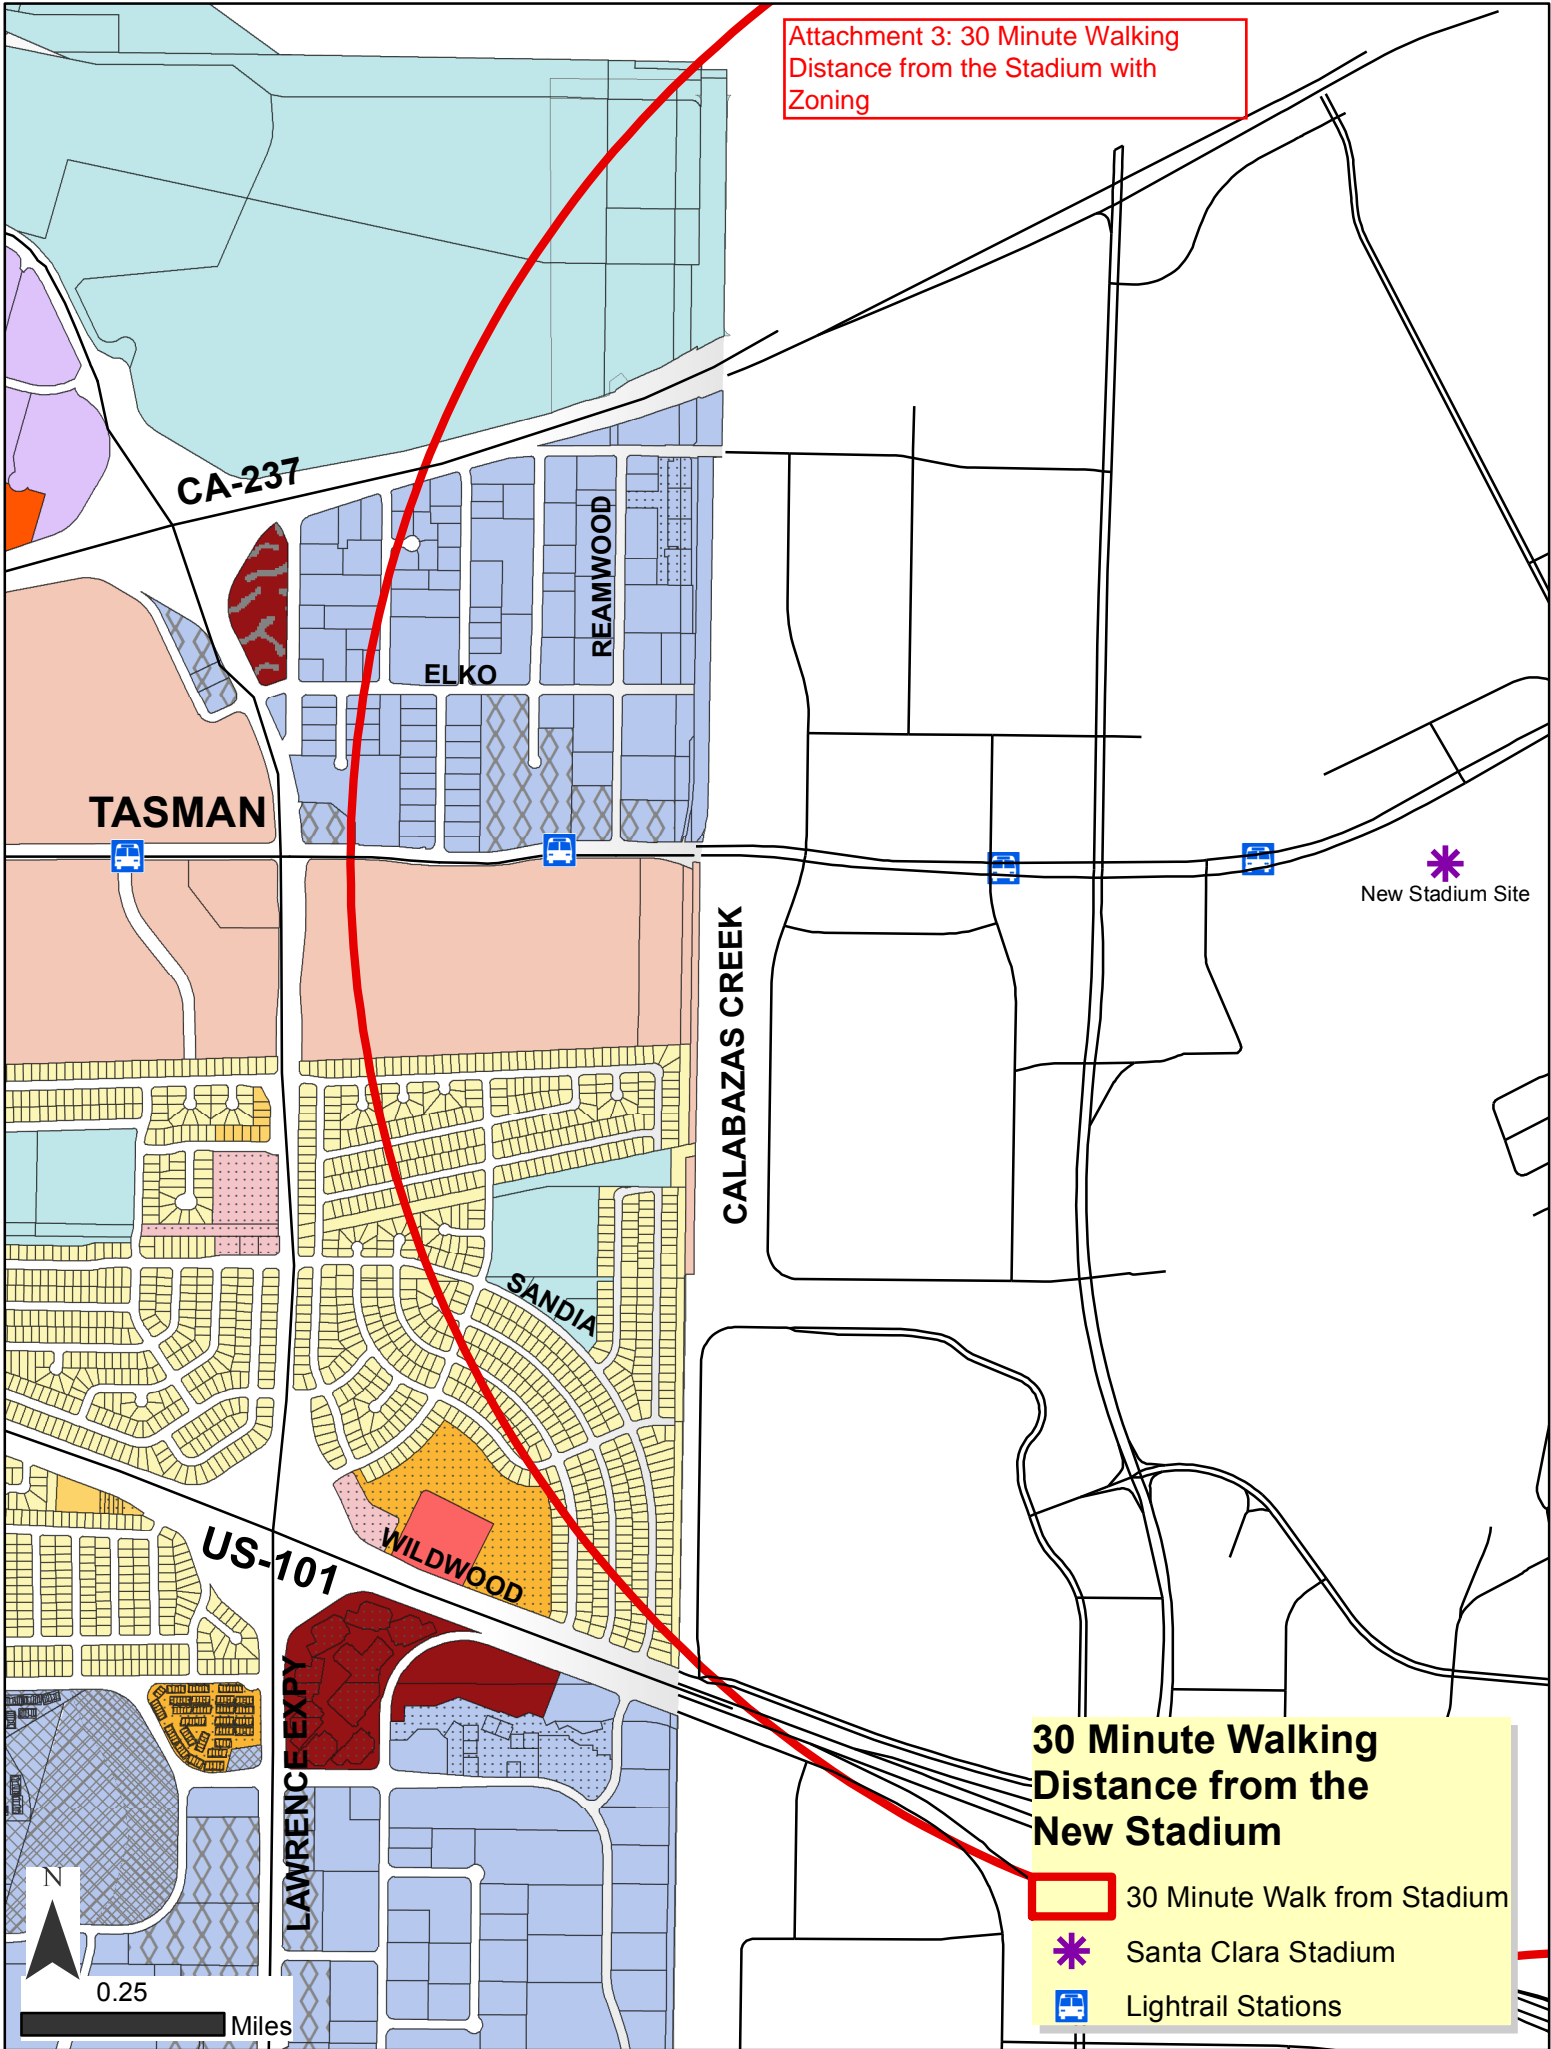 Attachment 3: 30 Minute Walking
Distance from the Stadium with
Zoning
CA-237
REAMWOOD
ELKO
TASMAN
New Stadium Site
CALABAZAS CREEK
SANDIA
WILDWOOD
US-101
LAWRENCE EXPY
30 Minute Walking
Distance from the
New Stadium
30 Minute Walk from Stadium
Santa Clara Stadium
Lightrail Stations
N
0.25
Miles